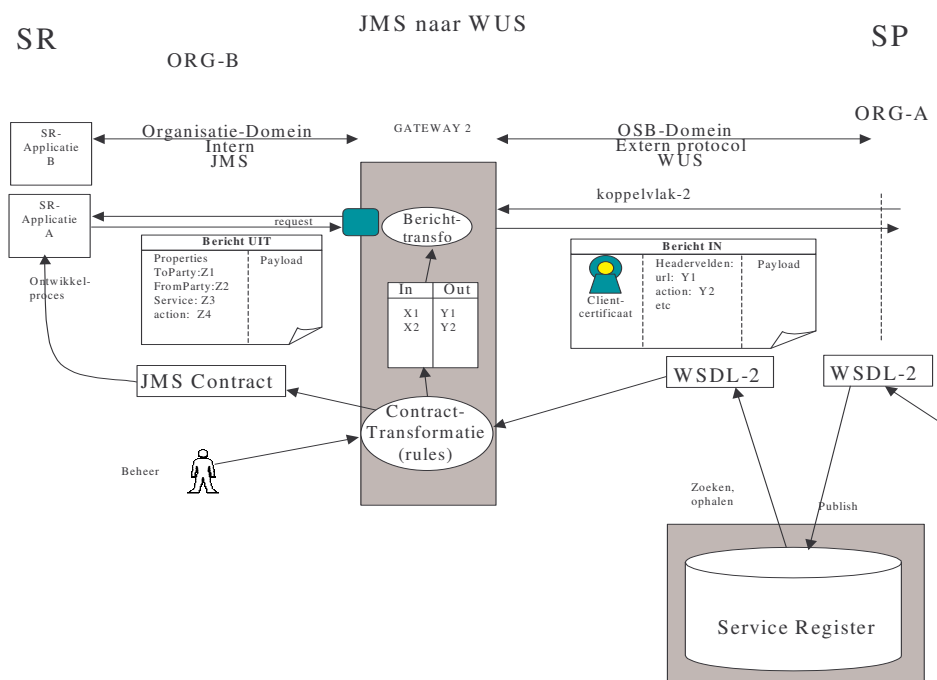 JMS naar WUS
SR
SP
ORG-B
ORG-A
SR-
Applicatie
B
Organisatie-Domein
Intern
JMS
GATEWAY 2
OSB-Domein
Extern protocol
WUS
SR-
Applicatie
A
request
Bericht-
transfo
koppelvlak-2
Bericht UIT
Properties
ToParty:Z1
FromParty:Z2
Service: Z3
action: Z4
Payload
Bericht IN
Client-
certificaat
Headervelden:
url: Y1
action: Y2
etc
Payload
Ontwikkel-
proces
In Out
X1 Y1
X2 Y2
JMS Contract
WSDL-2
WSDL-2
Contract-
Transformatie
(rules)
Beheer
Zoeken,
ophalen
Publish
Service Register